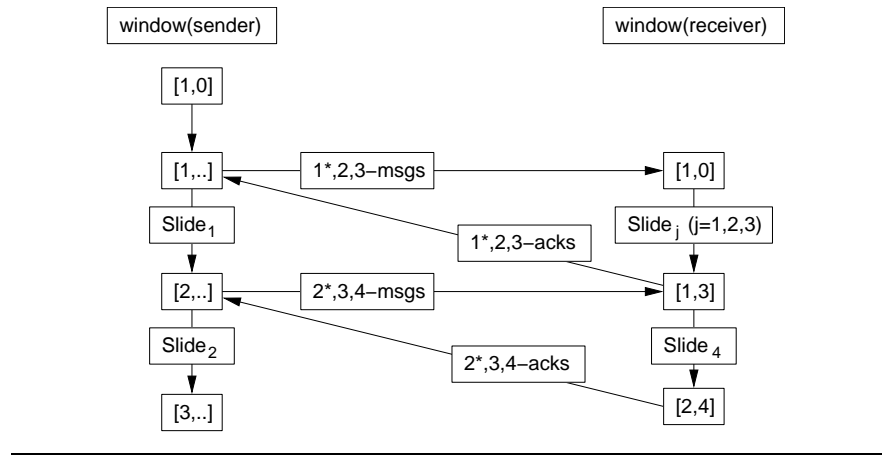 window(sender) window(receiver)
[1,0]
[1,..] 1*,2,3−msgs [1,0]
Slide1 Slidej (j=1,2,3)
1*,2,3−acks
[2,..] 2*,3,4−msgs [1,3]
Slide2 Slide4
2*,3,4−acks
[3,..] [2,4]